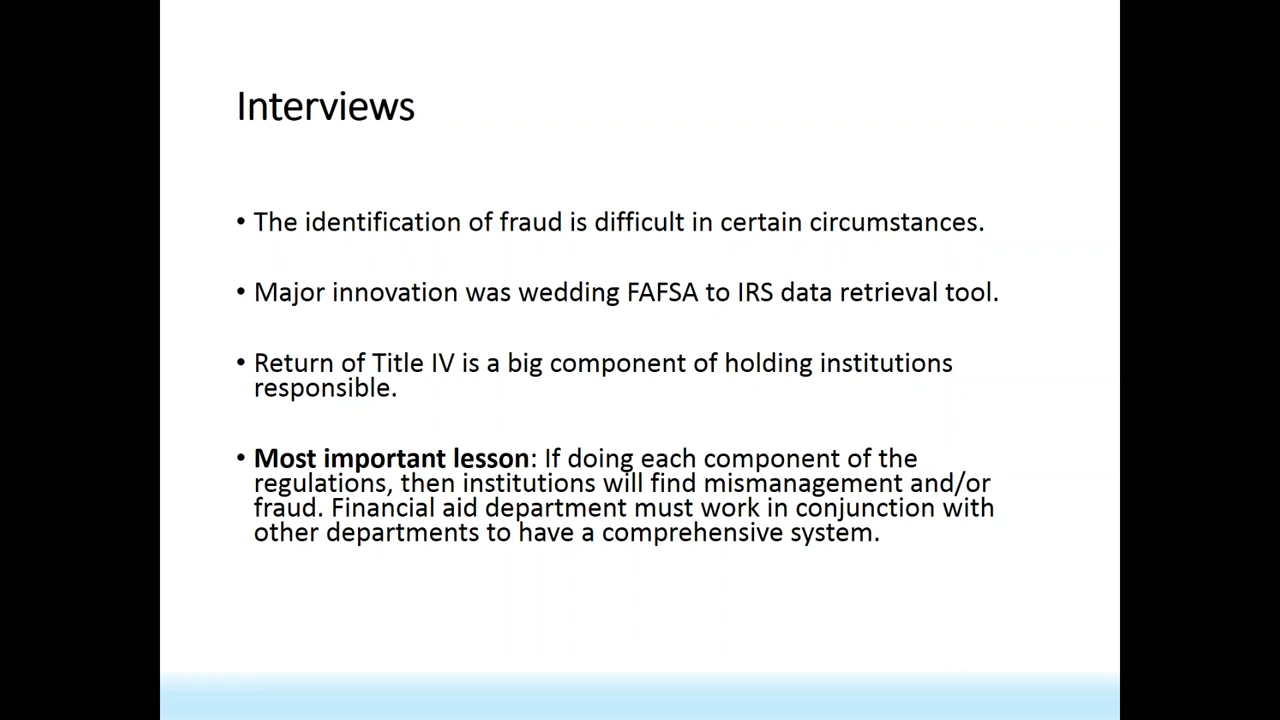 Interviews
• The identification of fraud is difficult in certain circumstances.
• Major innovation was wedding FAFSA to IRS data retrieval tool.
• Return of Title IV is a big component of holding institutions
responsible.
• Most important lesson: If doing each component of the
regulations, then institutions will find mismanagement and/or
fraud. Financial aid department must work in conjunction with
other departments to have a comprehensive system.